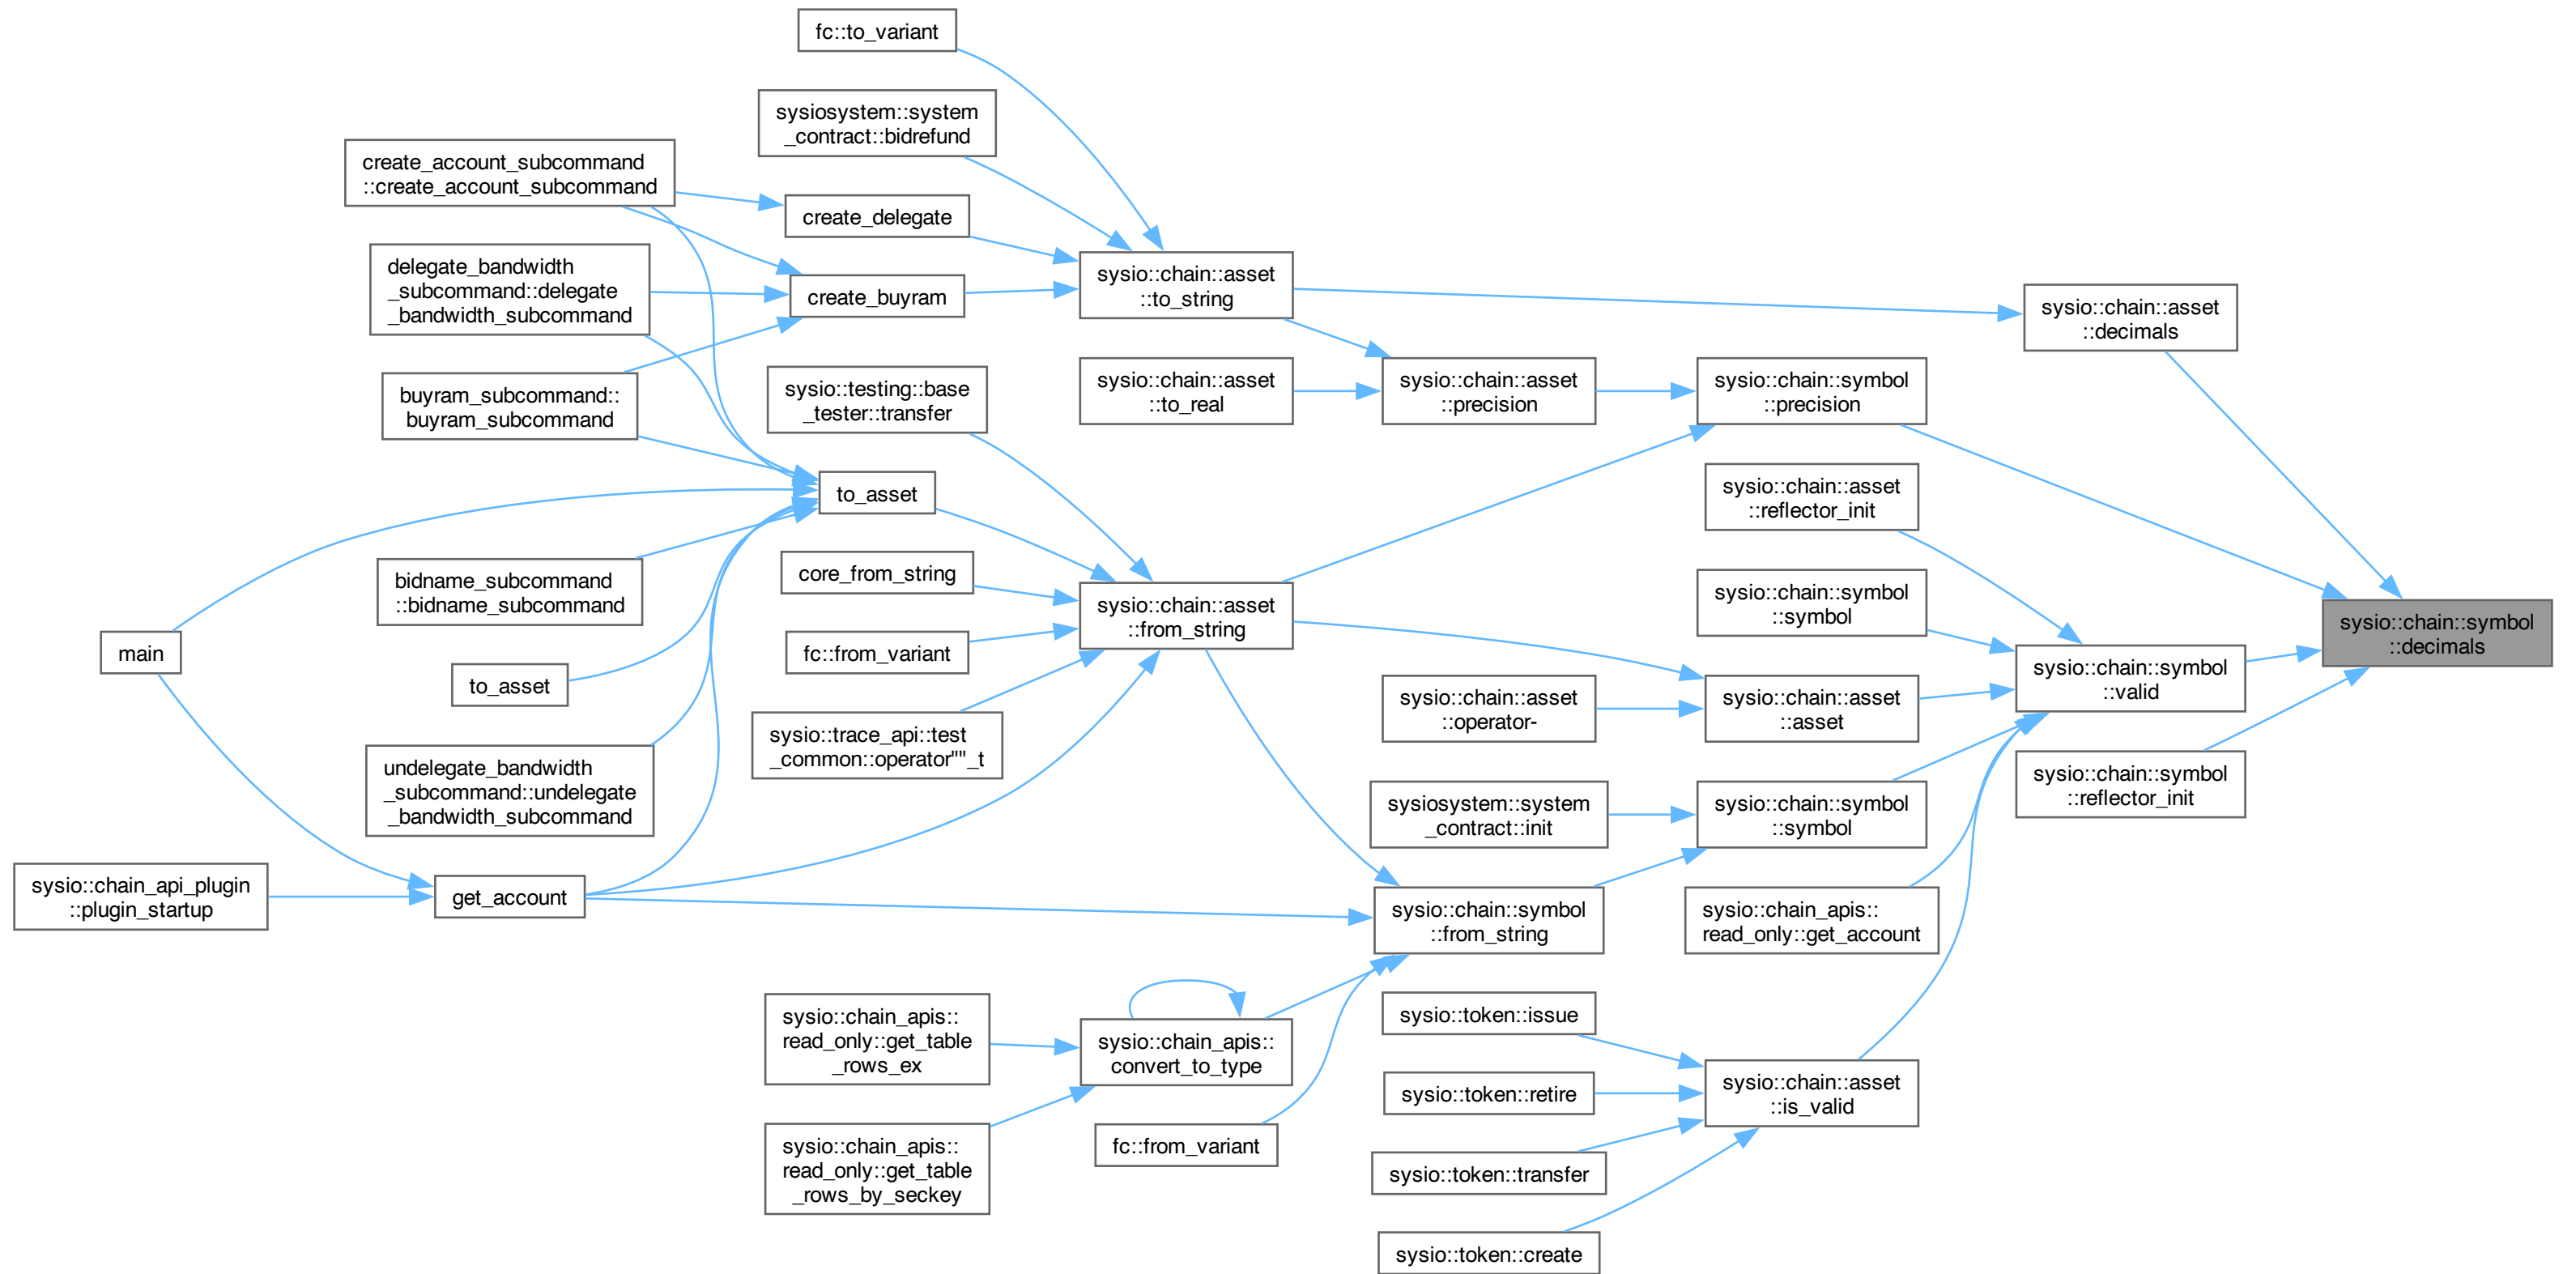 fc::to_variant
sysiosystem::system
_contract::bidrefund
create_account_subcommand
::create_account_subcommand
create_delegate
delegate_bandwidth
_subcommand::delegate
_bandwidth_subcommand
create_buyram
sysio::chain::asset
::to_string
sysio::chain::asset
::decimals
buyram_subcommand::
buyram_subcommand
sysio::testing::base
_tester::transfer
sysio::chain::asset
::to_real
sysio::chain::asset
::precision
sysio::chain::symbol
::precision
to_asset
sysio::chain::asset
::reflector_init
bidname_subcommand
::bidname_subcommand
core_from_string
sysio::chain::asset
::from_string
sysio::chain::symbol
::symbol
sysio::chain::symbol
::decimals
main
to_asset
fc::from_variant
sysio::chain::asset
::operator-
sysio::chain::asset
::asset
sysio::chain::symbol
::valid
sysio::trace_api::test
_common::operator""_t
undelegate_bandwidth
_subcommand::undelegate
_bandwidth_subcommand
sysiosystem::system
_contract::init
sysio::chain::symbol
::symbol
sysio::chain::symbol
::reflector_init
sysio::chain_api_plugin
::plugin_startup
get_account
sysio::chain::symbol
::from_string
sysio::chain_apis::
read_only::get_account
sysio::chain_apis::
read_only::get_table
_rows_ex
sysio::chain_apis::
convert_to_type
sysio::token::issue
sysio::token::retire
sysio::chain::asset
::is_valid
sysio::chain_apis::
read_only::get_table
_rows_by_seckey
fc::from_variant
sysio::token::transfer
sysio::token::create